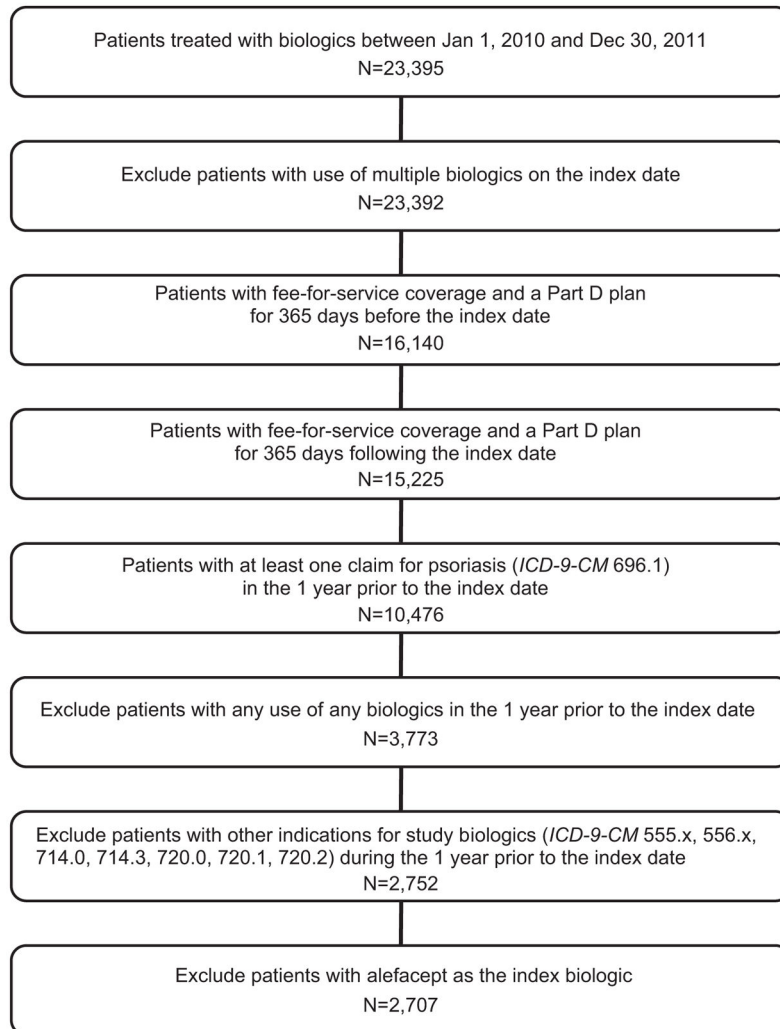 Patients treated with biologics between Jan 1, 2010 and Dec 30, 2011
N=23,395
Exclude patients with use of multiple biologics on the index date
N=23,392
Patients with fee-for-service coverage and a Part D plan
for 365 days before the index date
N=16,140
Patients with fee-for-service coverage and a Part D plan
for 365 days following the index date
N=15,225
Patients with at least one claim for psoriasis (ICD-9-CM 696.1)
in the 1 year prior to the index date
N=10,476
Exclude patients with any use of any biologics in the 1 year prior to the index date
N=3,773
Exclude patients with other indications for study biologics (ICD-9-CM 555.x, 556.x,
714.0, 714.3, 720.0, 720.1, 720.2) during the 1 year prior to the index date
N=2,752
Exclude patients with alefacept as the index biologic
N=2,707